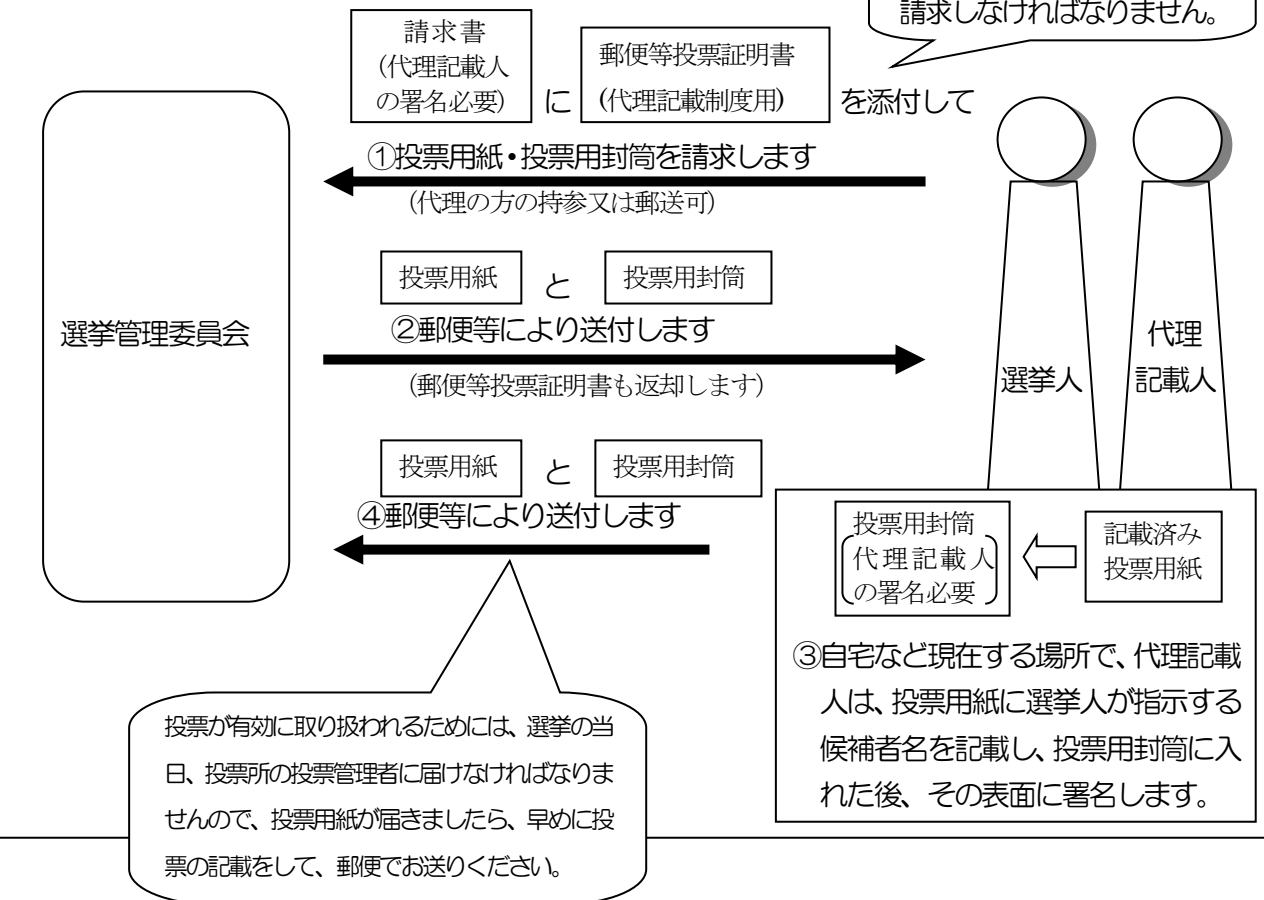 請求しなければなりません。
請求書
(代理記載人
の署名必要)
に
郵便等投票証明書
(代理記載制度用)
を添付して
①投票用紙・投票用封筒を請求します
(代理の方の持参又は郵送可)
選挙管理委員会
投票用紙
と
投票用封筒
②郵便等により送付します
(郵便等投票証明書も返却します)
選挙人
代理
記載人
投票用紙
と
投票用封筒
④郵便等により送付します
投票用封筒
代理記載人
の署名必要
記載済み
投票用紙
③自宅など現在する場所で、代理記載
人は、投票用紙に選挙人が指示する
候補者名を記載し、投票用封筒に入
れた後、その表面に署名します。
投票が有効に取り扱われるためには、選挙の当
日、投票所の投票管理者に届けなければなりま
せんので、投票用紙が届きましたら、早めに投
票の記載をして、郵便でお送りください。